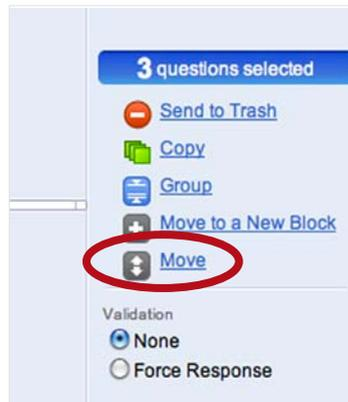 3 questions selected
Send to Trash
Copy
Group
Move to a New Block
Move
Validation
None
Force Response